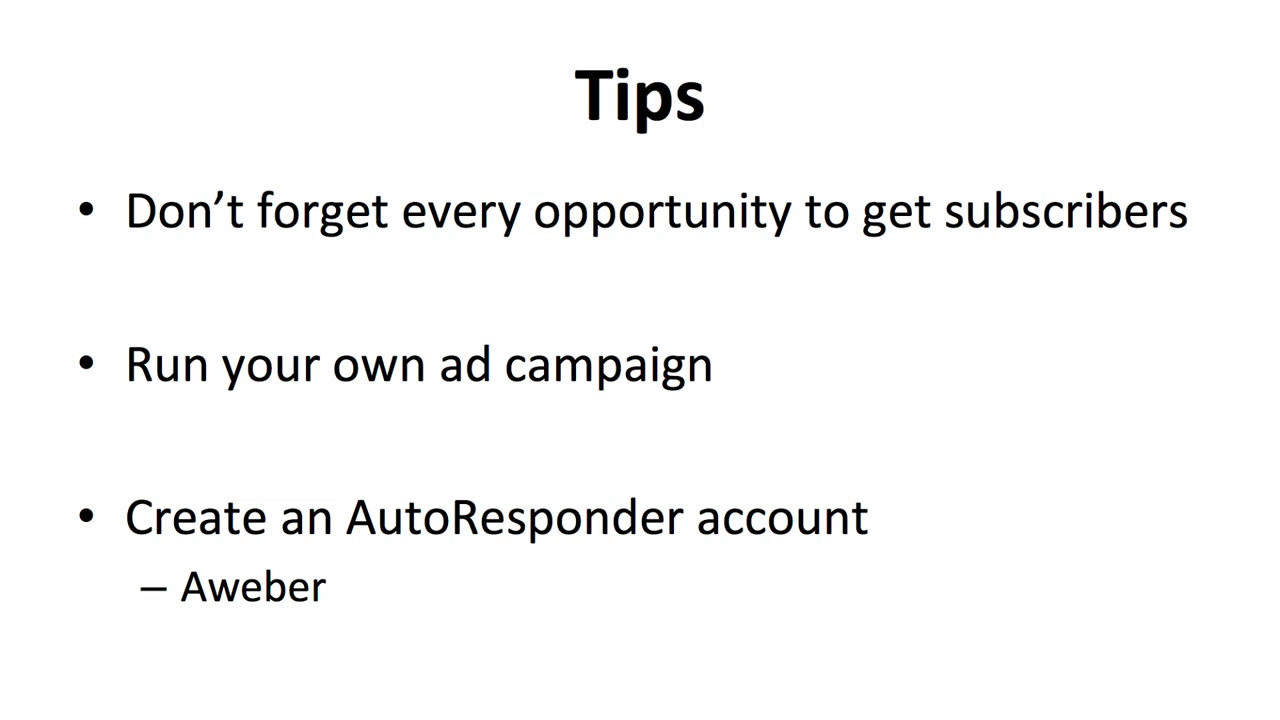 Tips
• Don’t forget every opportunity to get subscribers
• Run your own ad campaign
• Create an AutoResponder account
– Aweber